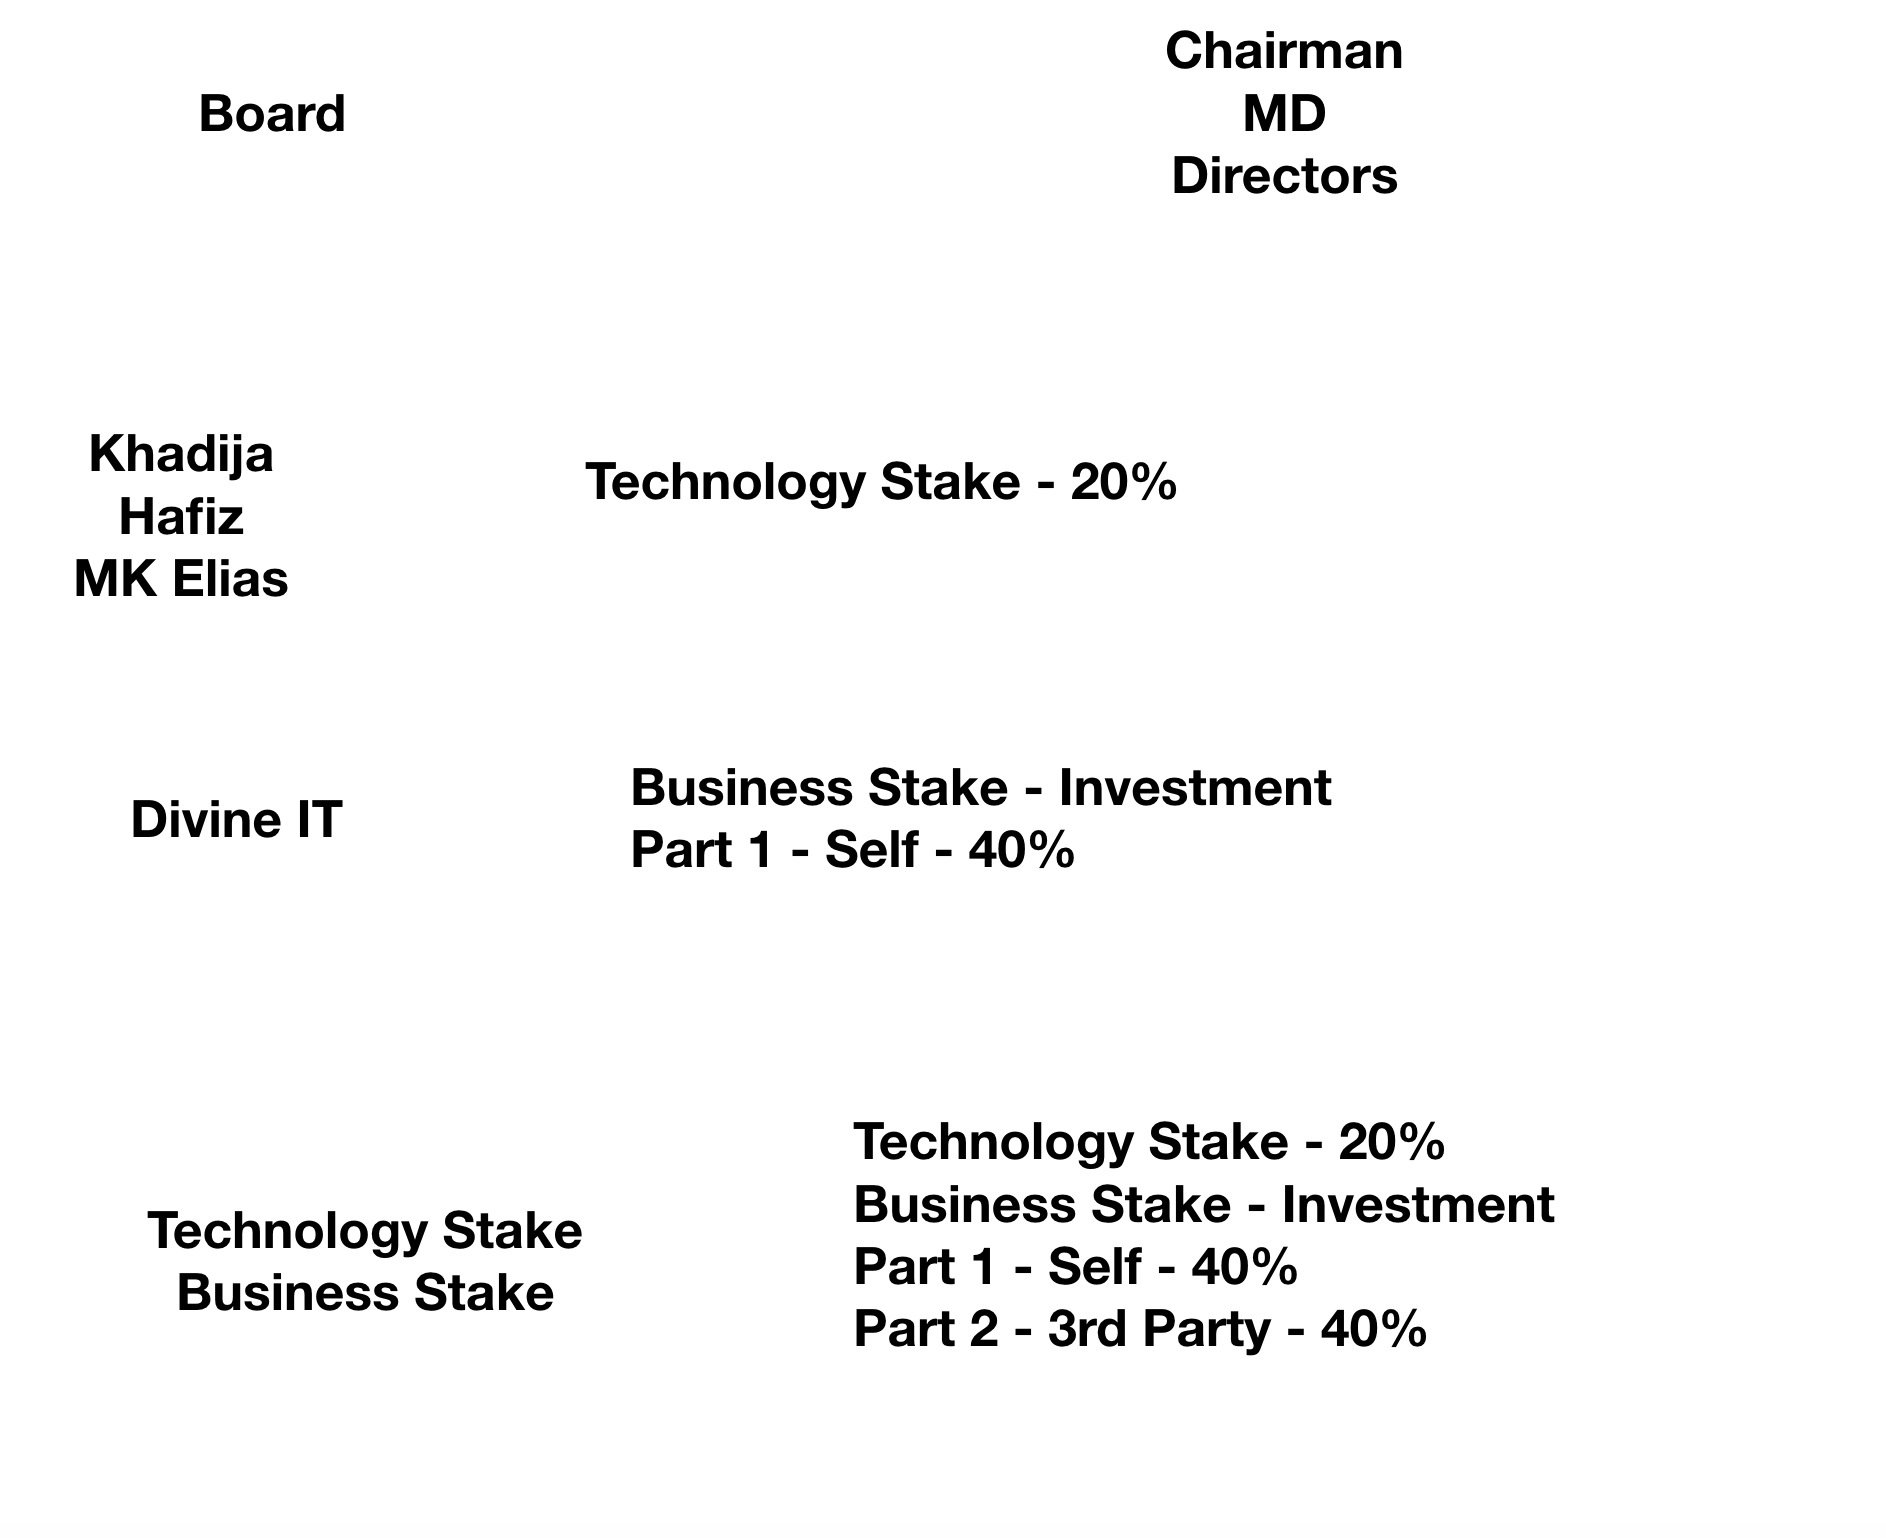 Board
Chairman
MD
Directors
Khadija
Hafiz
MK Elias
Technology Stake - 20%
Divine IT
Business Stake - Investment
Part 1 - Self - 40%
Technology Stake
Business Stake
Technology Stake - 20%
Business Stake - Investment
Part 1 - Self - 40%
Part 2 - 3rd Party - 40%